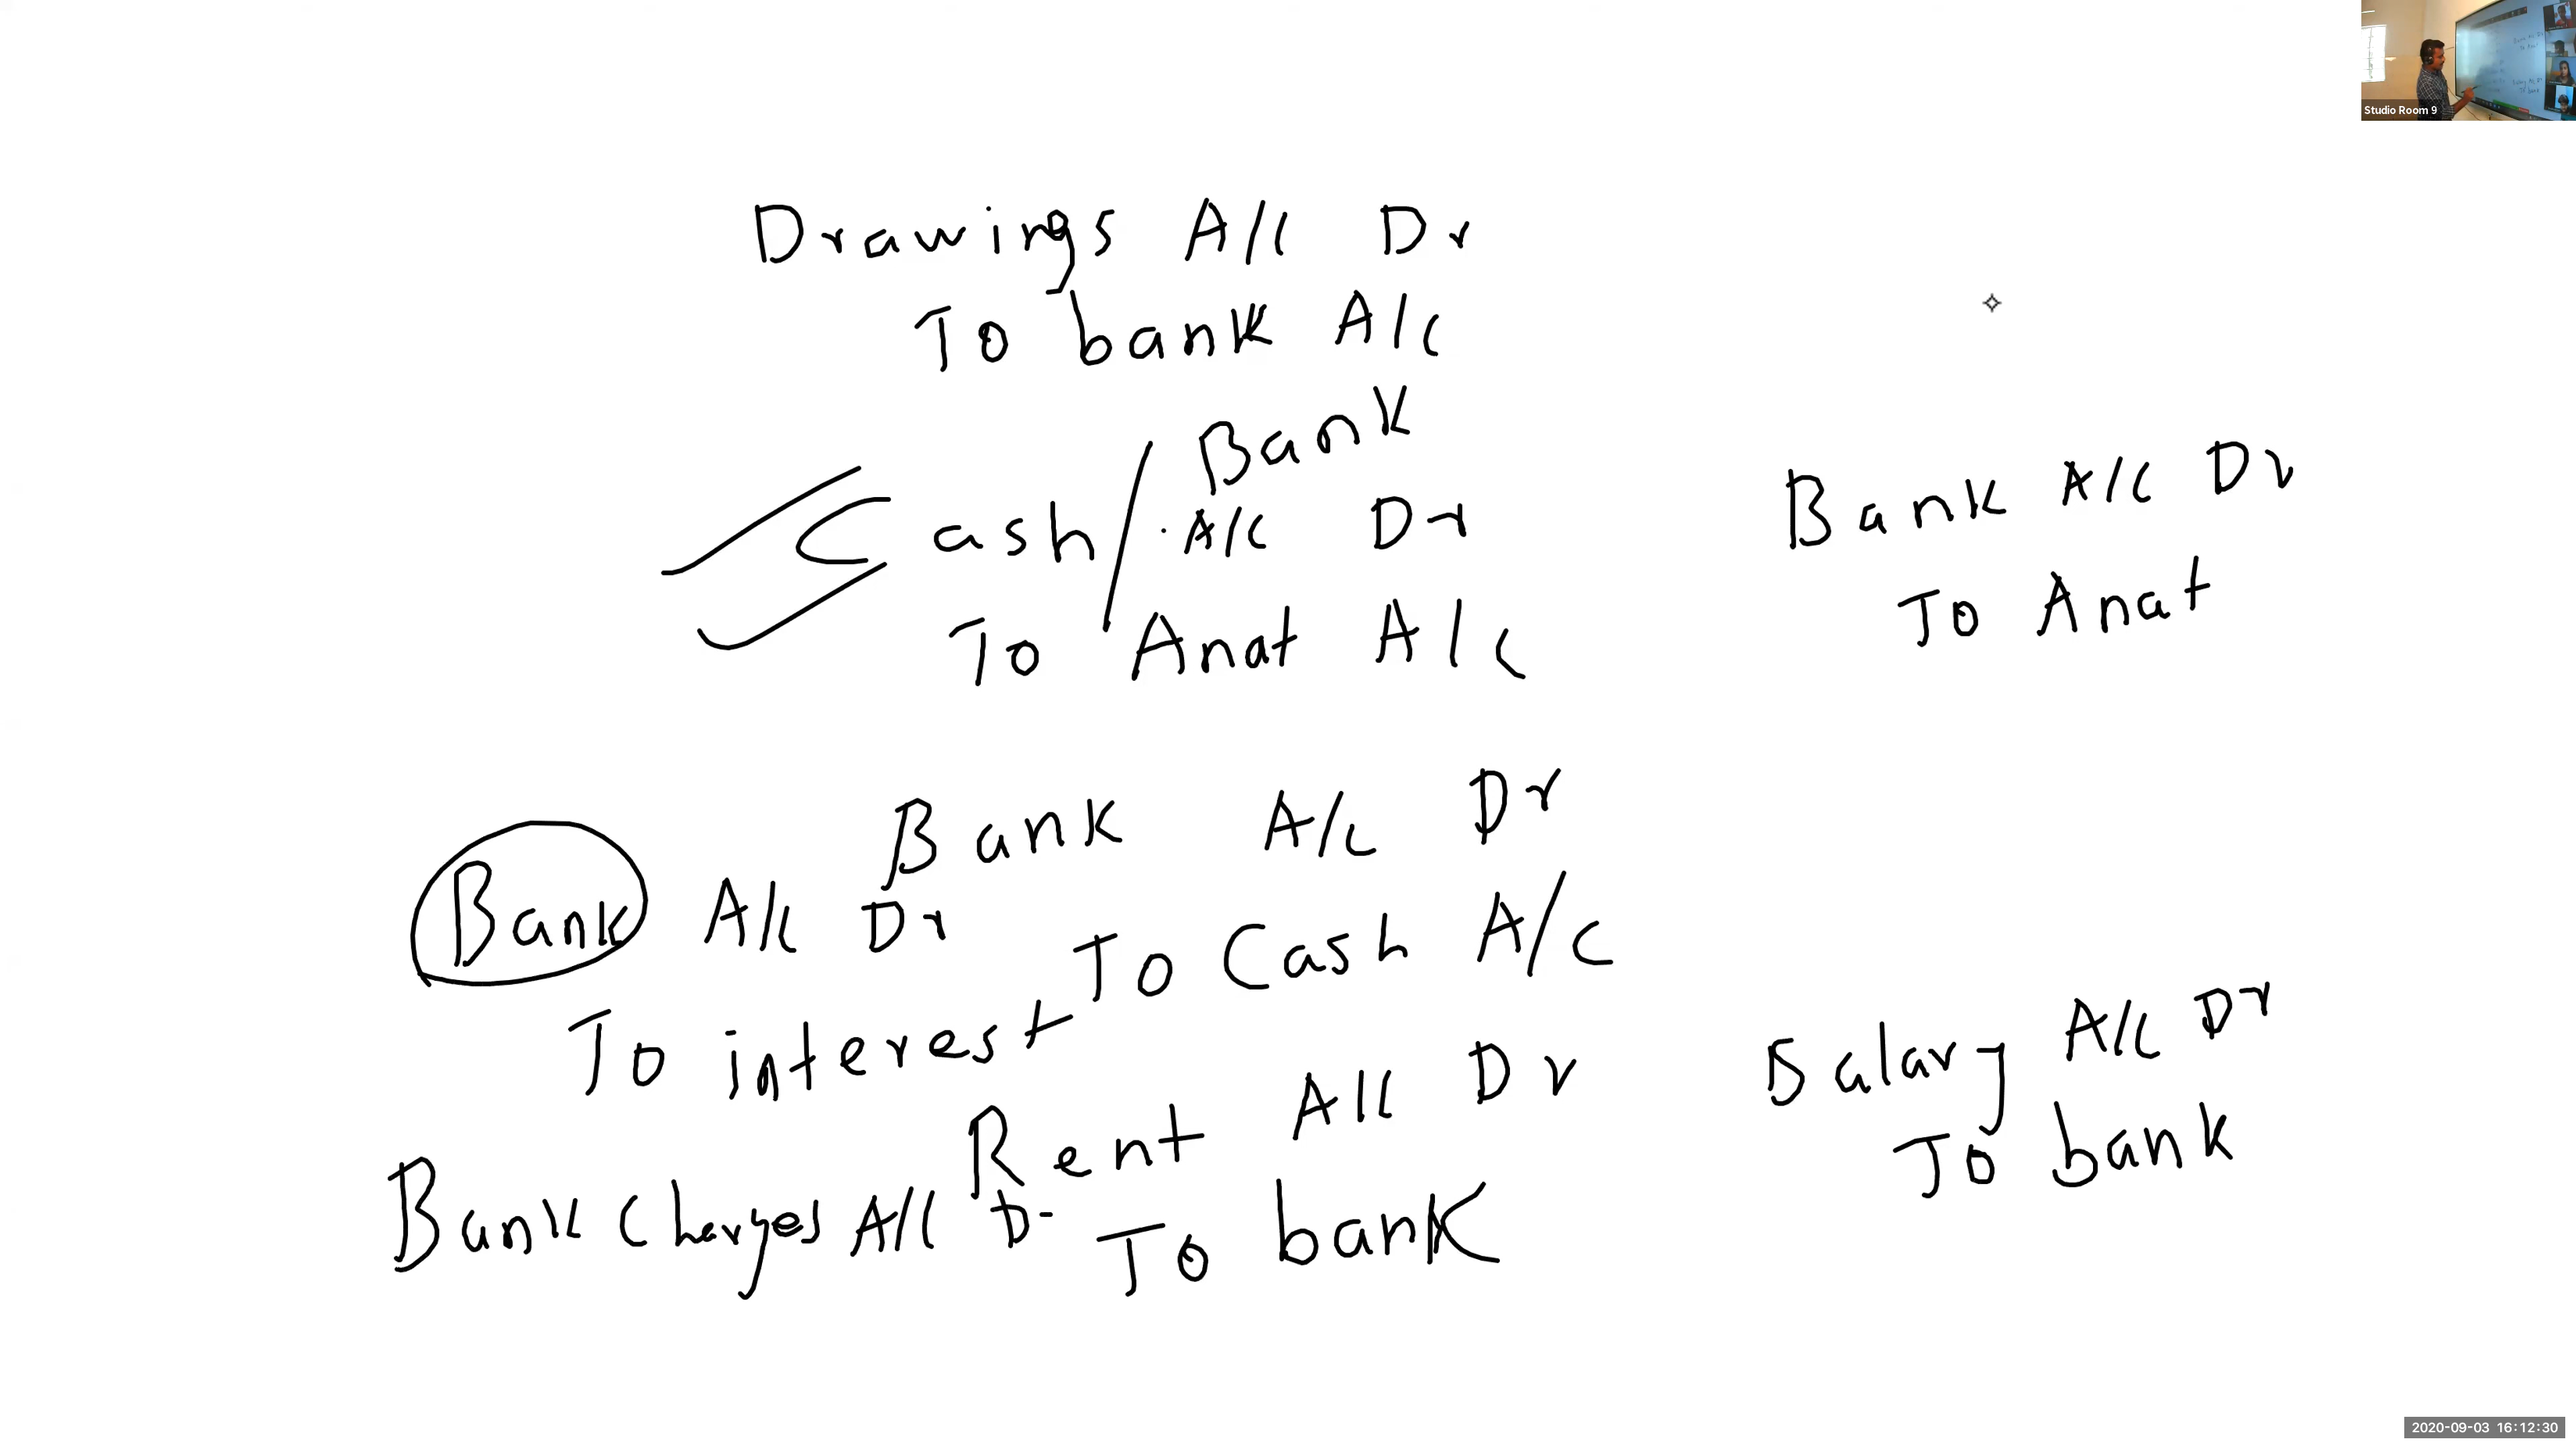 Studio Room 9
Drawings A/c Dr
To bank A/c
Bank
Cash/ A/c Dr
To Anat A/c
Bank A/c Dr
To Anat
Bank A/c Dr
To Cash A/c
Bank A/c Dr
To interest
Rent A/c Dr
To bank
Salary A/c Dr
To bank
Bank Charges A/c D-
2020-09-03 16:12:30